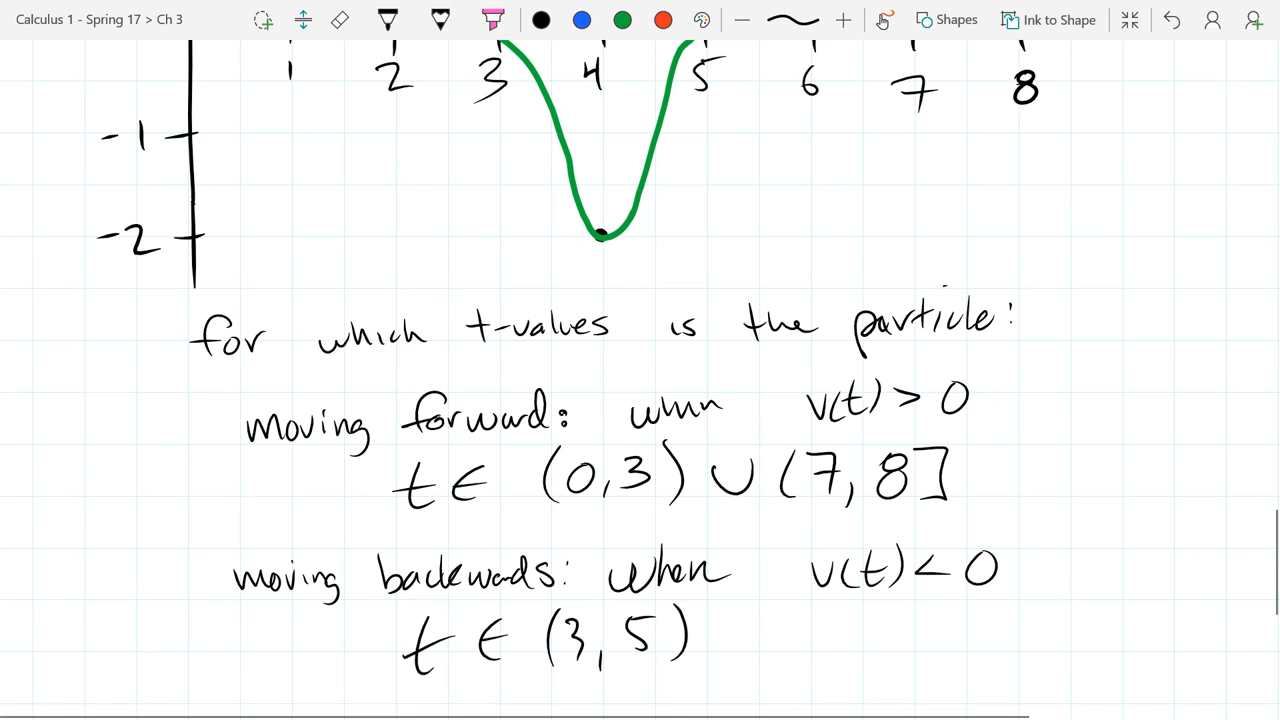 Calculus 1 - Spring 17 > Ch 3
Shapes
Ink to Shape
1 2 3 4 5 6 7 8
-1
-2
for which t-values is the particle:
moving forward: when v(t) > 0
t ∈ (0,3) ∪ (7,8]
moving backwads: when v(t) < 0
t ∈ (3,5)